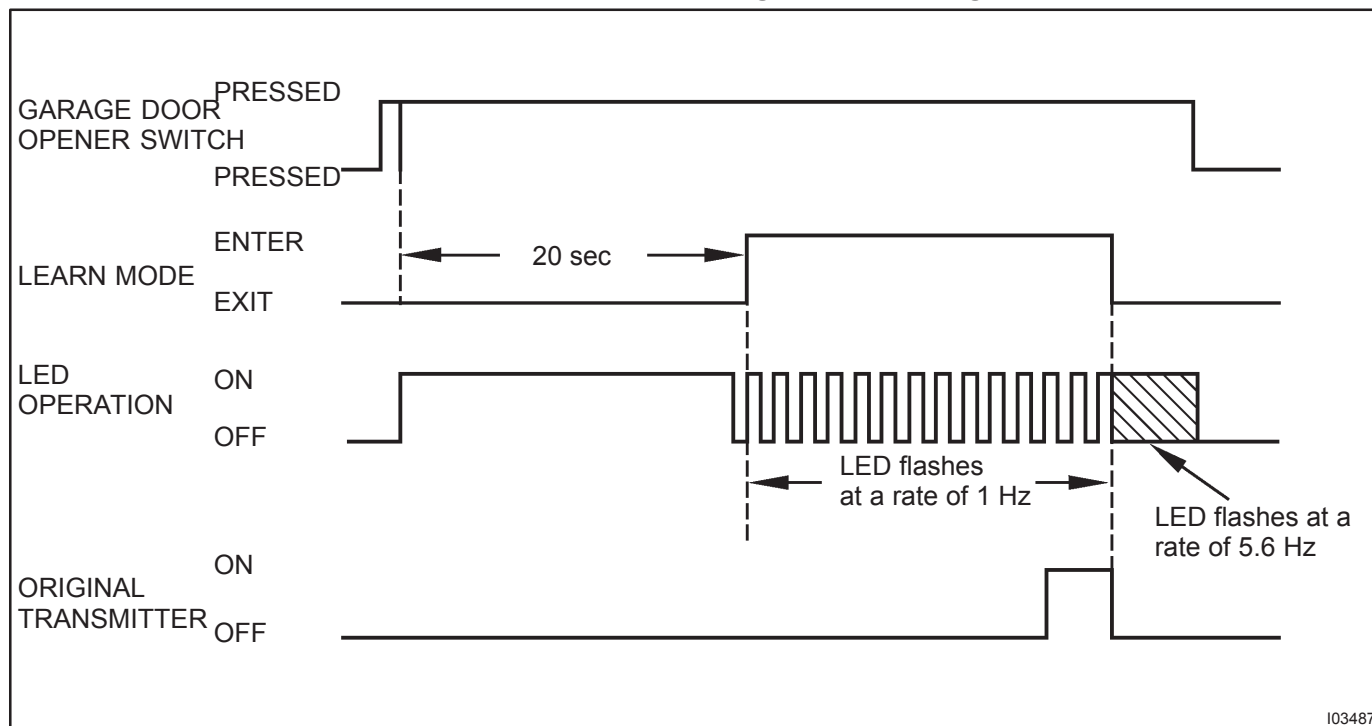 PRESSED
GARAGE DOOR
OPENER SWITCH
PRESSED
ENTER
20 sec
LEARN MODE
EXIT
LED
ON
OPERATION
OFF
LED flashes
at a rate of 1 Hz
LED flashes at a
rate of 5.6 Hz
ON
ORIGINAL
TRANSMITTER
OFF
I03487